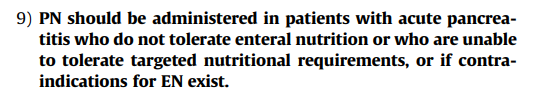 9) PN should be administered in patients with acute pancrea-
titis who do not tolerate enteral nutrition or who are unable
to tolerate targeted nutritional requirements, or if contra-
indications for EN exist.